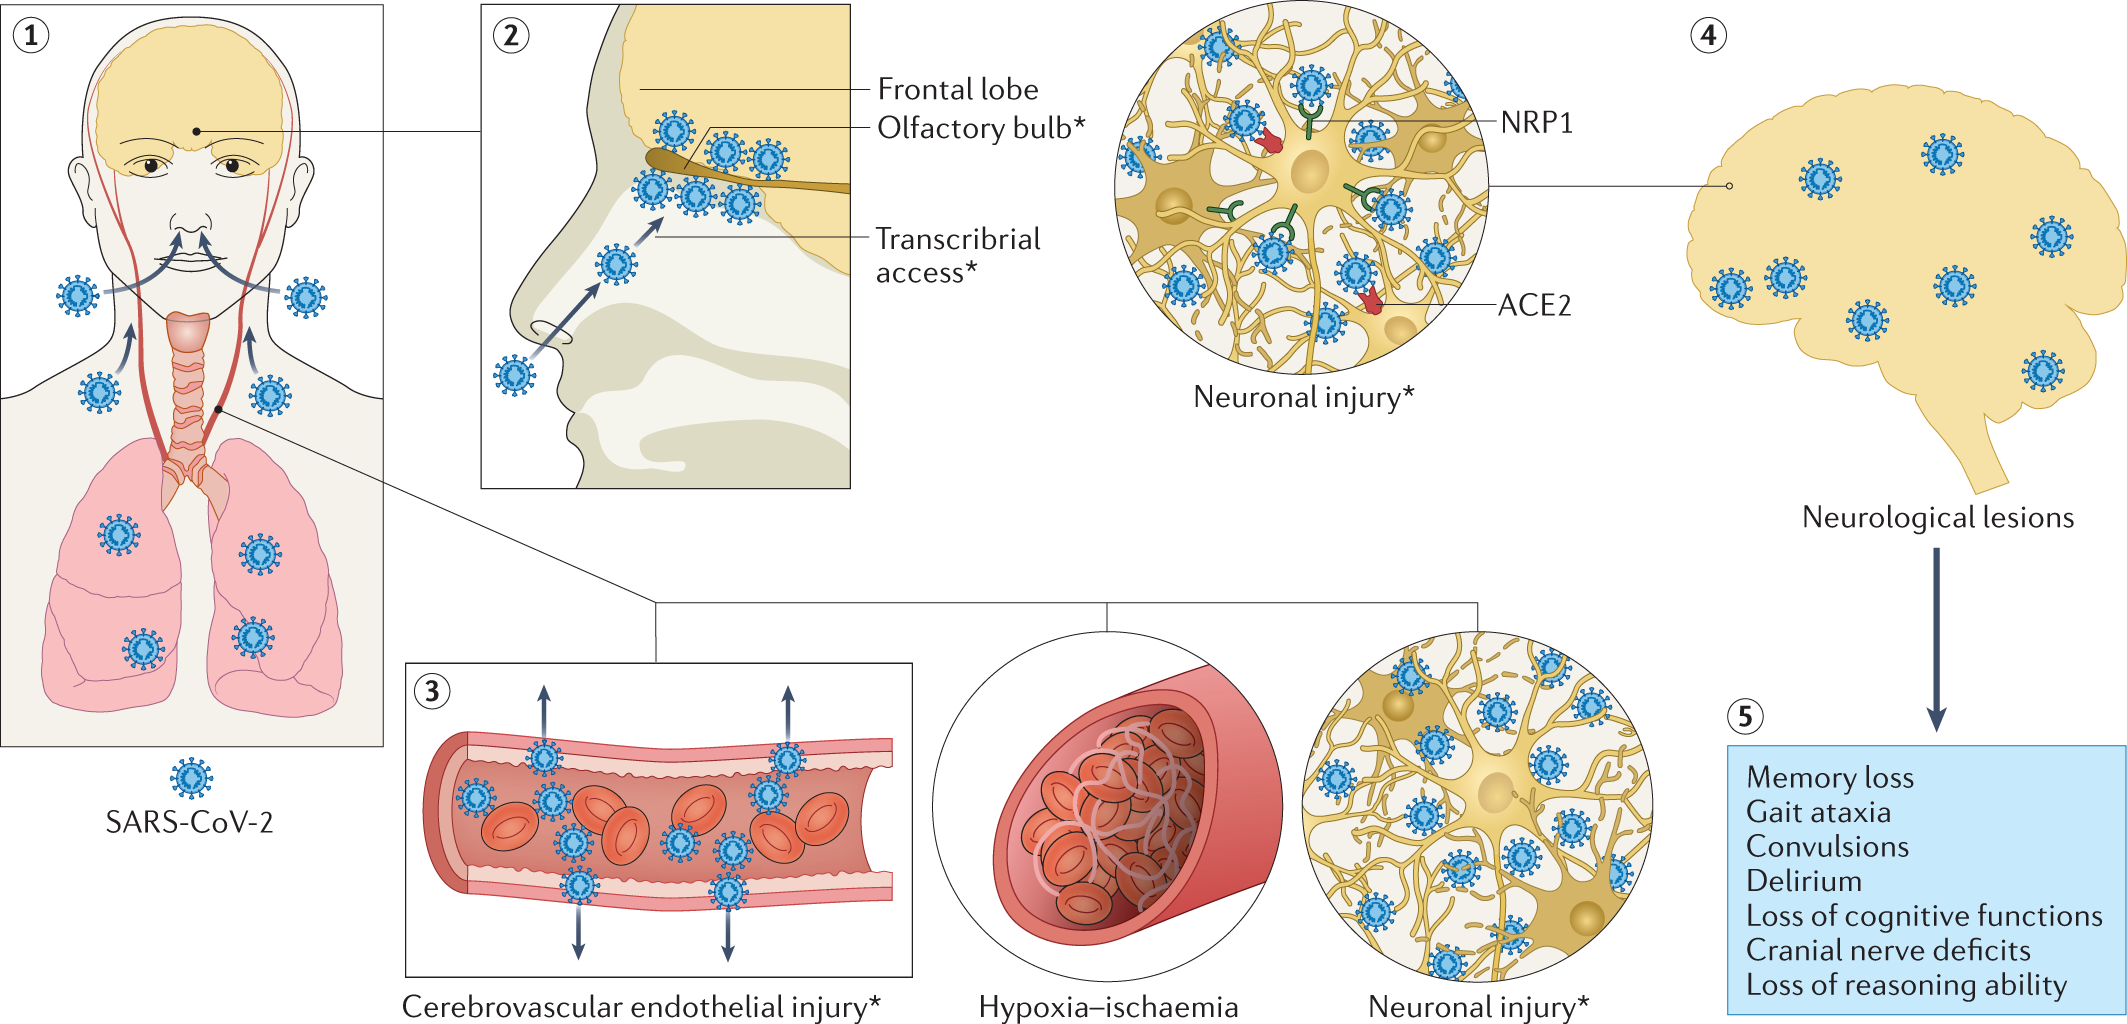 1
SARS-CoV-2
2
Frontal lobe
Olfactory bulb*
Transcribrial
access*
NRP1
ACE2
Neuronal injury*
3
Cerebrovascular endothelial injury*
Hypoxia–ischaemia
Neuronal injury*
4
Neurological lesions
5
Memory loss
Gait ataxia
Convulsions
Delirium
Loss of cognitive functions
Cranial nerve deficits
Loss of reasoning ability